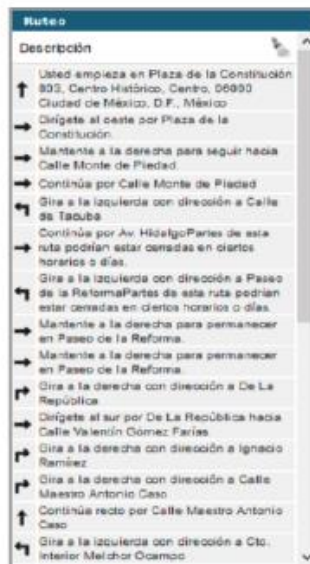 Ruteo
Descripción
Usted empieza en Plaza de la Constitución
803, Centro Histórico, Centro, 06000
Ciudad de México, D.F., México
Dirígete al oeste por Plaza de la
Constitución.
Mantente a la derecha para seguir hacia
Calle Monte de Piedad.
Continúa por Calle Monte de Piedad
Gira a la izquierda con dirección a Calle
de Tacuba
Continúa por Av. HidalgoPartes de esta
ruta podrían estar cerradas en ciertos
horarios o días.
Gira a la izquierda con dirección a Paseo
de la ReformaPartes de esta ruta podrían
estar cerradas en ciertos horarios o días.
Mantente a la derecha para permanecer
en Paseo de la Reforma.
Mantente a la derecha para permanecer
en Paseo de la Reforma.
Gira a la derecha con dirección a De La
República
Dirígete al sur por De La República hacia
Calle Valentín Gómez Farías.
Gira a la derecha con dirección a Ignacio
Ramírez
Gira a la derecha con dirección a Calle
Maestro Antonio Caso
Continúa recto por Calle Maestro Antonio
Caso
Gira a la izquierda con dirección a Cto.
Interior Melchor Ocampo